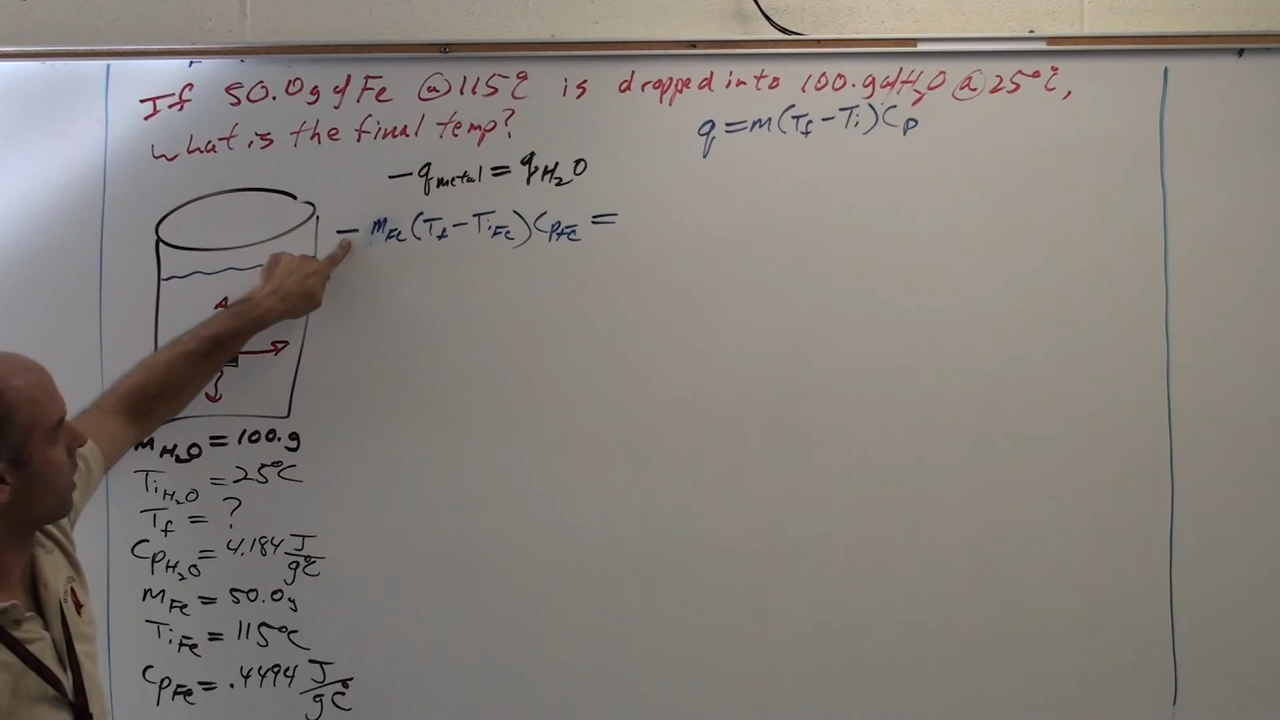 If 50.0g of Fe @ 115°C is dropped into 100.g of H₂O @ 25°C,
what is the final temp?
q = m(Tf - Ti)Cp
- q metal = q H₂O
- mFe(Tf - TiFe)CpFe =
mH₂O = 100.g
TiH₂O = 25°C
Tf = ?
CpH₂O = 4.184 J/g°C
mFe = 50.0g
TiFe = 115°C
CpFe = .4494 J/g°C